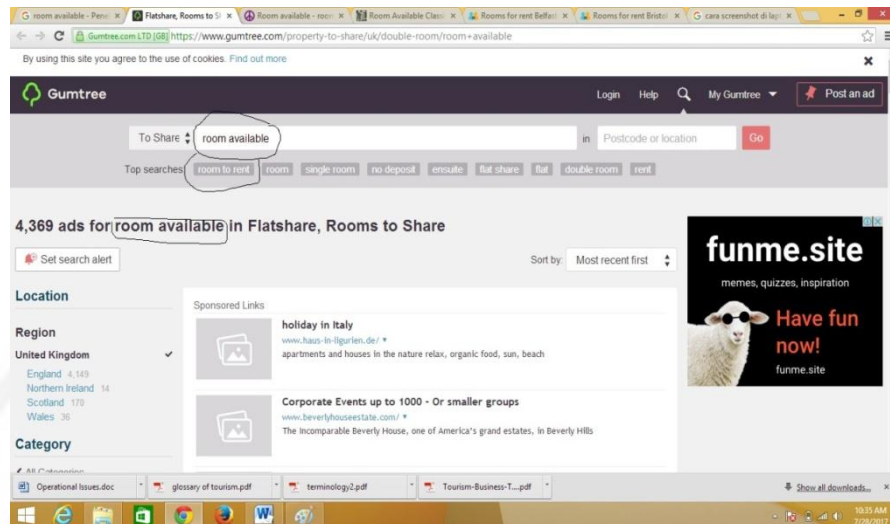 room available - Pene
Flatshare, Rooms to S
Room available - room
Room Available Classi
Rooms for rent Belfast
Rooms for rent Bristol
cara screenshot di lapt
Gumtree.com LTD [GB] https://www.gumtree.com/property-to-share/uk/double-room/room+available
By using this site you agree to the use of cookies. Find out more
Gumtree Login Help My Gumtree Post an ad
To Share room available in Postcode or location Go
Top searches: room to rent room single room no deposit ensuite flat share flat double room rent
4,369 ads for room available in Flatshare, Rooms to Share
Set search alert Sort by: Most recent first
Location
Region
United Kingdom
England 4,149
Northern Ireland 14
Scotland 170
Wales 36
Category
All Categories
Sponsored Links
holiday in Italy
www.haus-in-ligurien.de/
apartments and houses in the nature relax, organic food, sun, beach
Corporate Events up to 1000 - Or smaller groups
www.beverlyhouseestate.com/
The Incomparable Beverly House, one of America's grand estates, in Beverly Hills
funme.site
memes, quizzes, inspiration
Have fun
now!
funme.site
Operational Issues.doc glossary of tourism.pdf terminology2.pdf Tourism-Business-T....pdf Show all downloads...
10:35 AM
7/28/2017